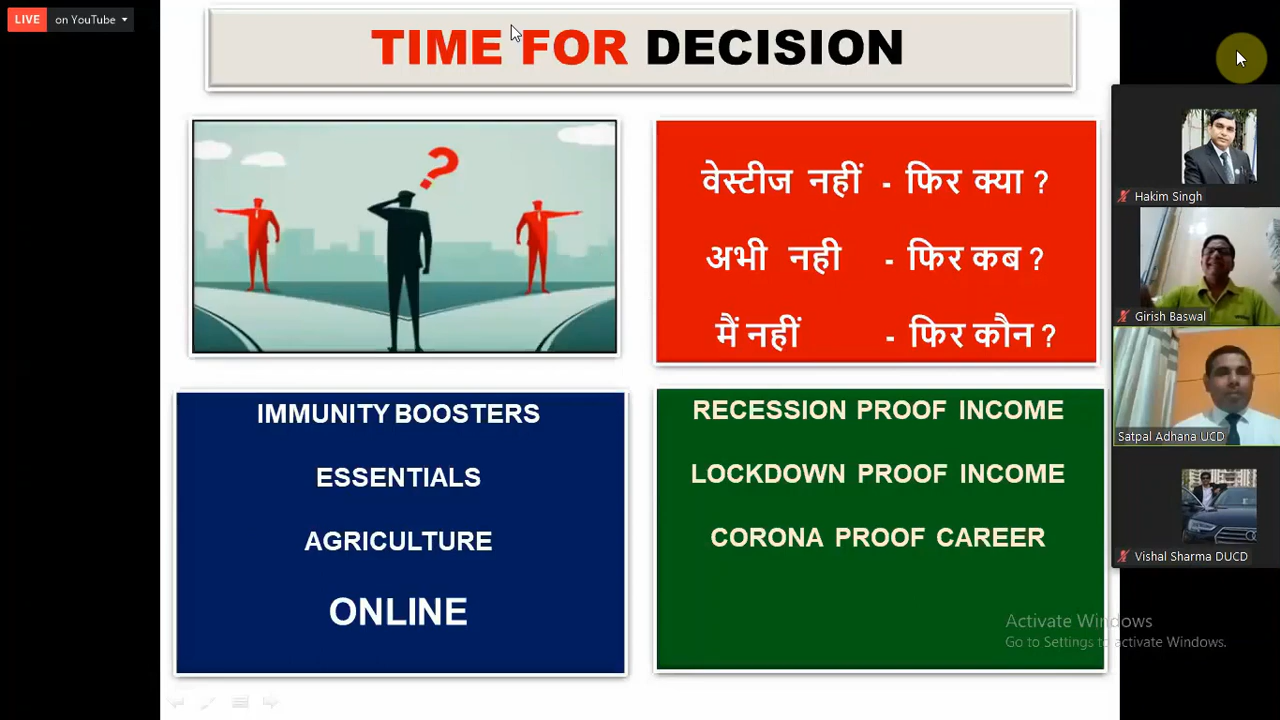 LIVE on YouTube
TIME FOR DECISION
?
वेस्टीज नहीं - फिर क्या ?
अभी नही - फिर कब ?
मैं नहीं - फिर कौन ?
IMMUNITY BOOSTERS
ESSENTIALS
AGRICULTURE
ONLINE
RECESSION PROOF INCOME
LOCKDOWN PROOF INCOME
CORONA PROOF CAREER
Hakim Singh
Girish Baswal
Satpal Adhana UCD
Vishal Sharma DUCD
Activate Windows
Go to Settings to activate Windows.